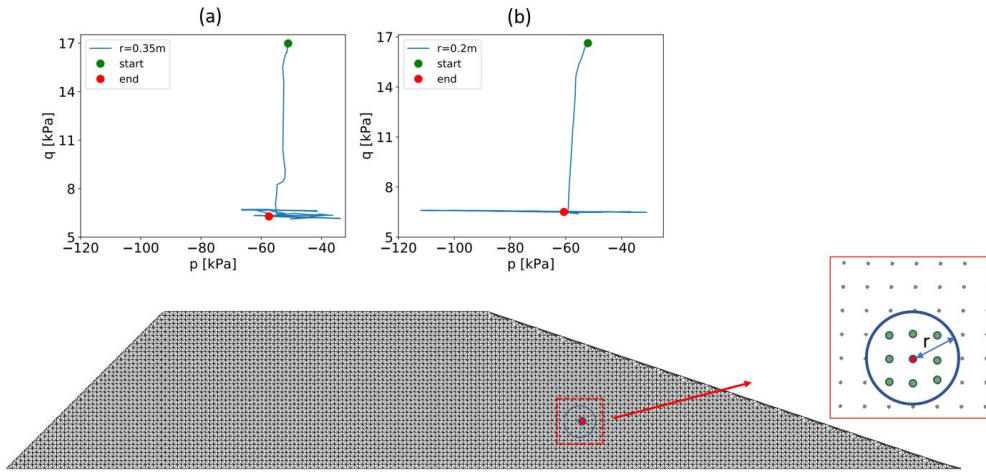 (a)
17
14
11
8
5
q [kPa]
r=0.35m
start
end
−120
−100
−80
−60
−40
p [kPa]
(b)
17
14
11
8
5
q [kPa]
r=0.2m
start
end
−120
−100
−80
−60
−40
p [kPa]
r